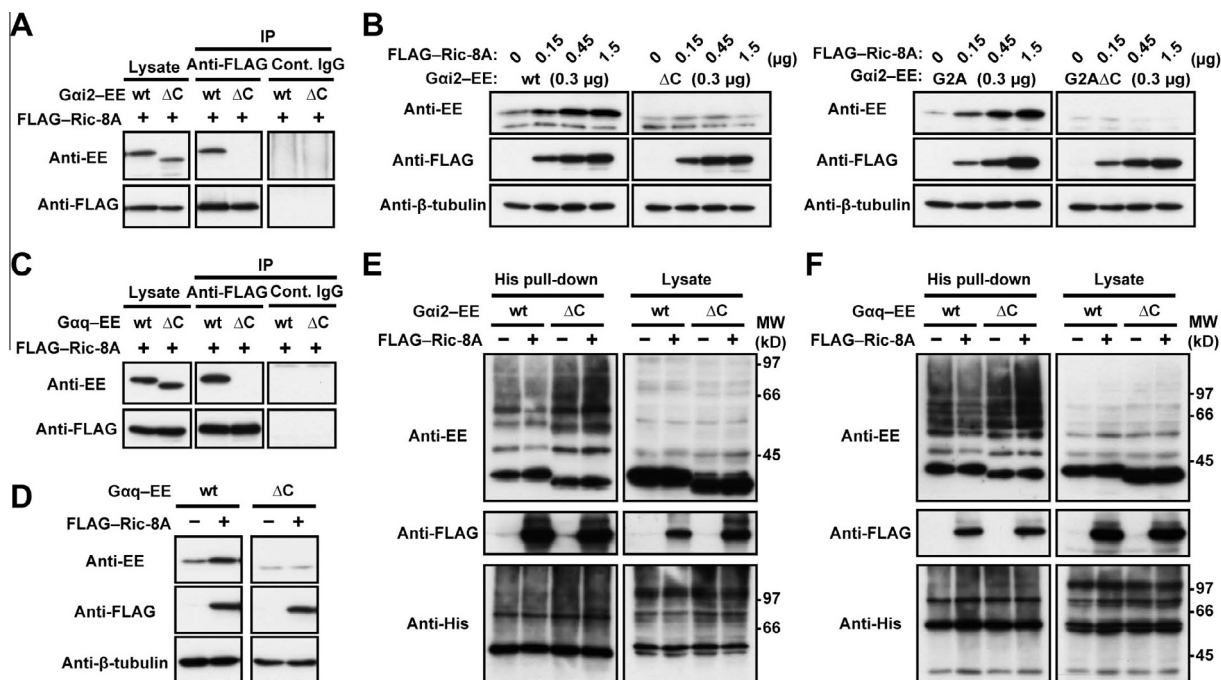 A
IP
Lysate Anti-FLAG Cont. IgG
Gαi2–EE wt ΔC wt ΔC wt ΔC
FLAG–Ric-8A + + + + + +
Anti-EE
Anti-FLAG
B
FLAG–Ric-8A: 0 0.15 0.45 1.5 0 0.15 0.45 1.5 (μg)
Gαi2–EE: wt (0.3 μg) ΔC (0.3 μg)
Anti-EE
Anti-FLAG
Anti-β-tubulin
FLAG–Ric-8A: 0 0.15 0.45 1.5 0 0.15 0.45 1.5 (μg)
Gαi2–EE: G2A (0.3 μg) G2AΔC (0.3 μg)
Anti-EE
Anti-FLAG
Anti-β-tubulin
C
IP
Lysate Anti-FLAG Cont. IgG
Gαq–EE wt ΔC wt ΔC wt ΔC
FLAG–Ric-8A + + + + + +
Anti-EE
Anti-FLAG
D
Gαq–EE wt ΔC
FLAG–Ric-8A – + – +
Anti-EE
Anti-FLAG
Anti-β-tubulin
E
His pull-down Lysate
Gαi2–EE wt ΔC wt ΔC MW
FLAG–Ric-8A – + – + – + – + (kD)
97
66
Anti-EE
45
Anti-FLAG
97
Anti-His
66
F
His pull-down Lysate
Gαq–EE wt ΔC wt ΔC MW
FLAG–Ric-8A – + – + – + – + (kD)
97
66
Anti-EE
45
Anti-FLAG
97
66
Anti-His
45